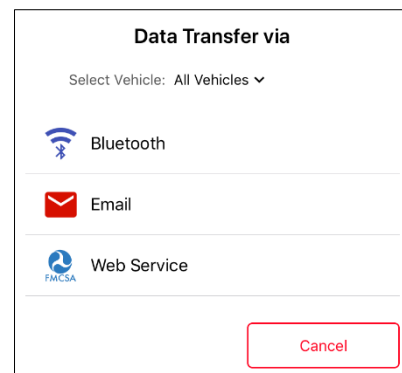 Data Transfer via
Select Vehicle: All Vehicles
Bluetooth
Email
Web Service
FMCSA
Cancel